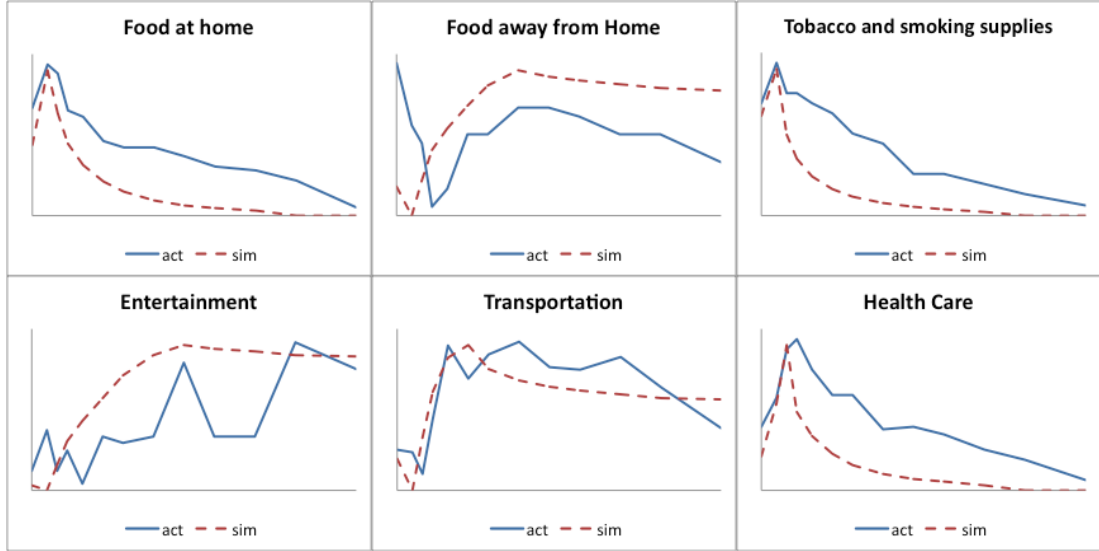 Food at home
Food away from Home
Tobacco and smoking supplies
act sim
act sim
act sim
Entertainment
Transportation
Health Care
act sim
act sim
act sim